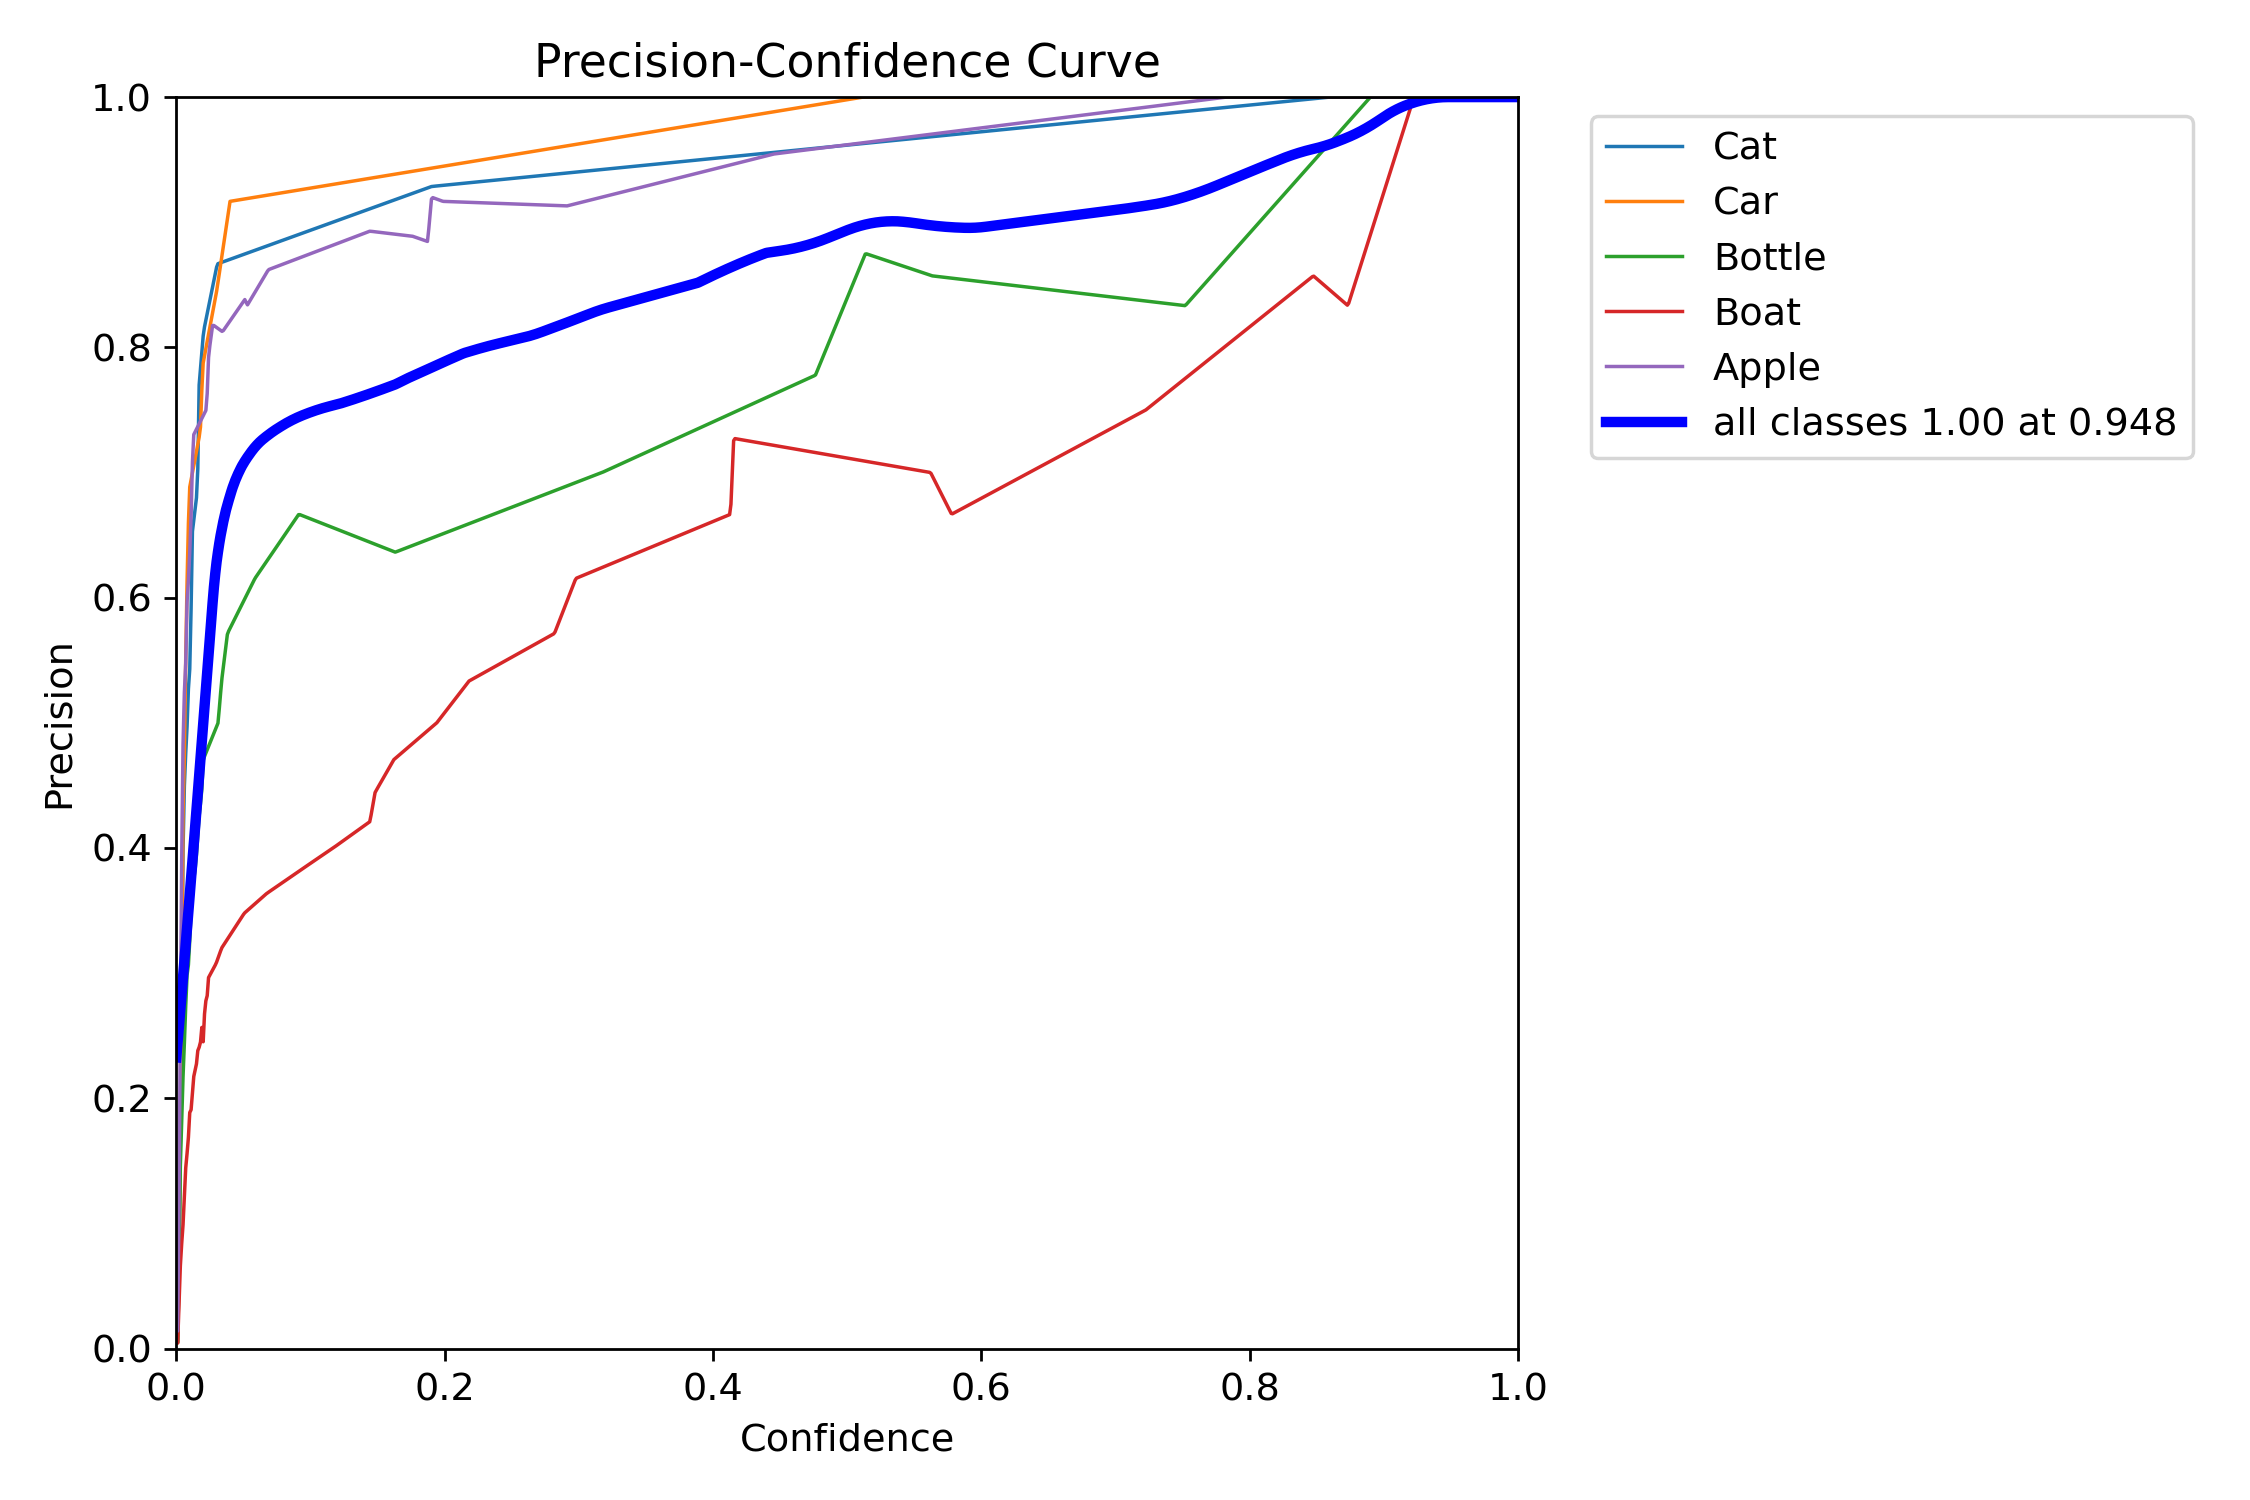 Precision-Confidence Curve
1.0
0.8
0.6
0.4
0.2
0.0
Precision
0.0 0.2 0.4 0.6 0.8 1.0
Confidence
Cat
Car
Bottle
Boat
Apple
all classes 1.00 at 0.948